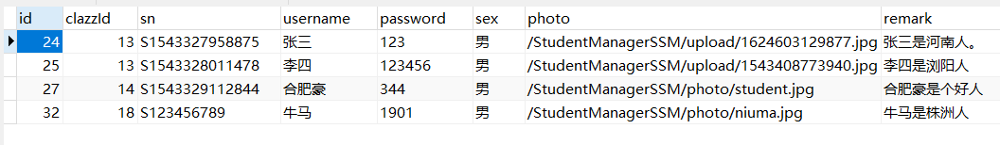 id clazzId sn username password sex photo remark
24 13 S1543327958875 张三 123 男 /StudentManagerSSM/upload/1624603129877.jpg 张三是河南人。
25 13 S1543328011478 李四 123456 男 /StudentManagerSSM/upload/1543408773940.jpg 李四是浏阳人
27 14 S1543329112844 合肥豪 344 男 /StudentManagerSSM/photo/student.jpg 合肥豪是个好人
32 18 S123456789 牛马 1901 男 /StudentManagerSSM/photo/niuma.jpg 牛马是株洲人